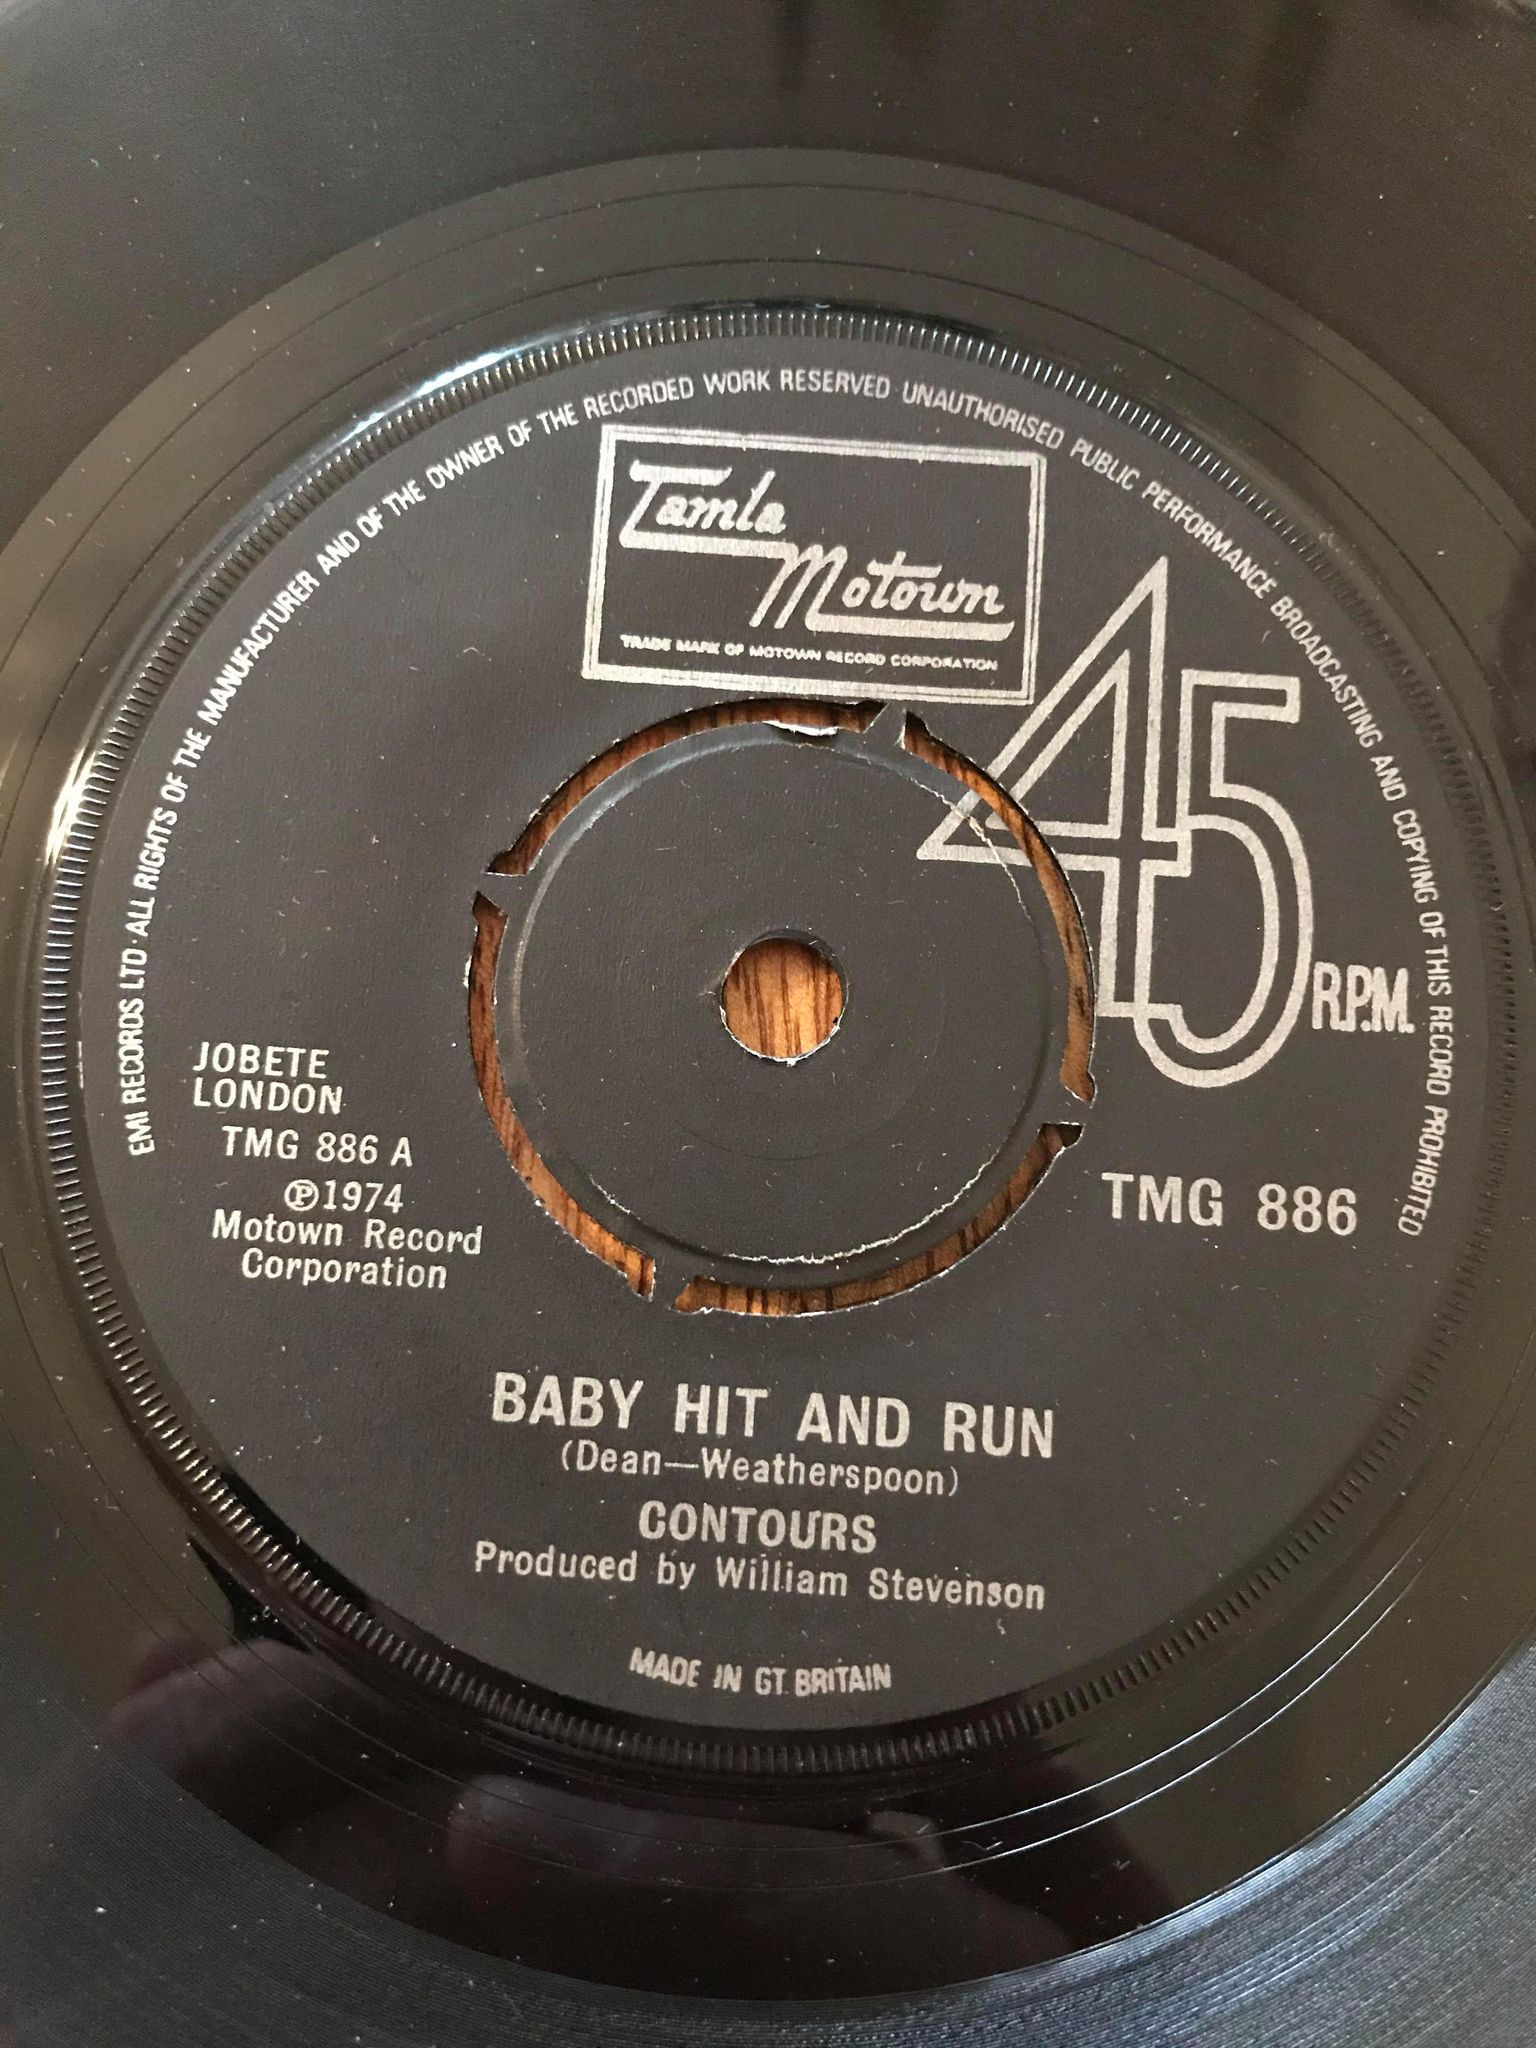 EMI RECORDS LTD·ALL RIGHTS OF THE MANUFACTURER AND OF THE OWNER OF THE RECORDED WORK RESERVED UNAUTHORISED PUBLIC PERFORMANCE BROADCASTING AND COPYING OF THIS RECORD PROHIBITED
Tamla
Motown
TRADE MARK OF MOTOWN RECORD CORPORATION
45
R.P.M.
JOBETE
LONDON
TMG 886 A
℗1974
Motown Record
Corporation
TMG 886
BABY HIT AND RUN
(Dean—Weatherspoon)
CONTOURS
Produced by William Stevenson
MADE IN GT. BRITAIN